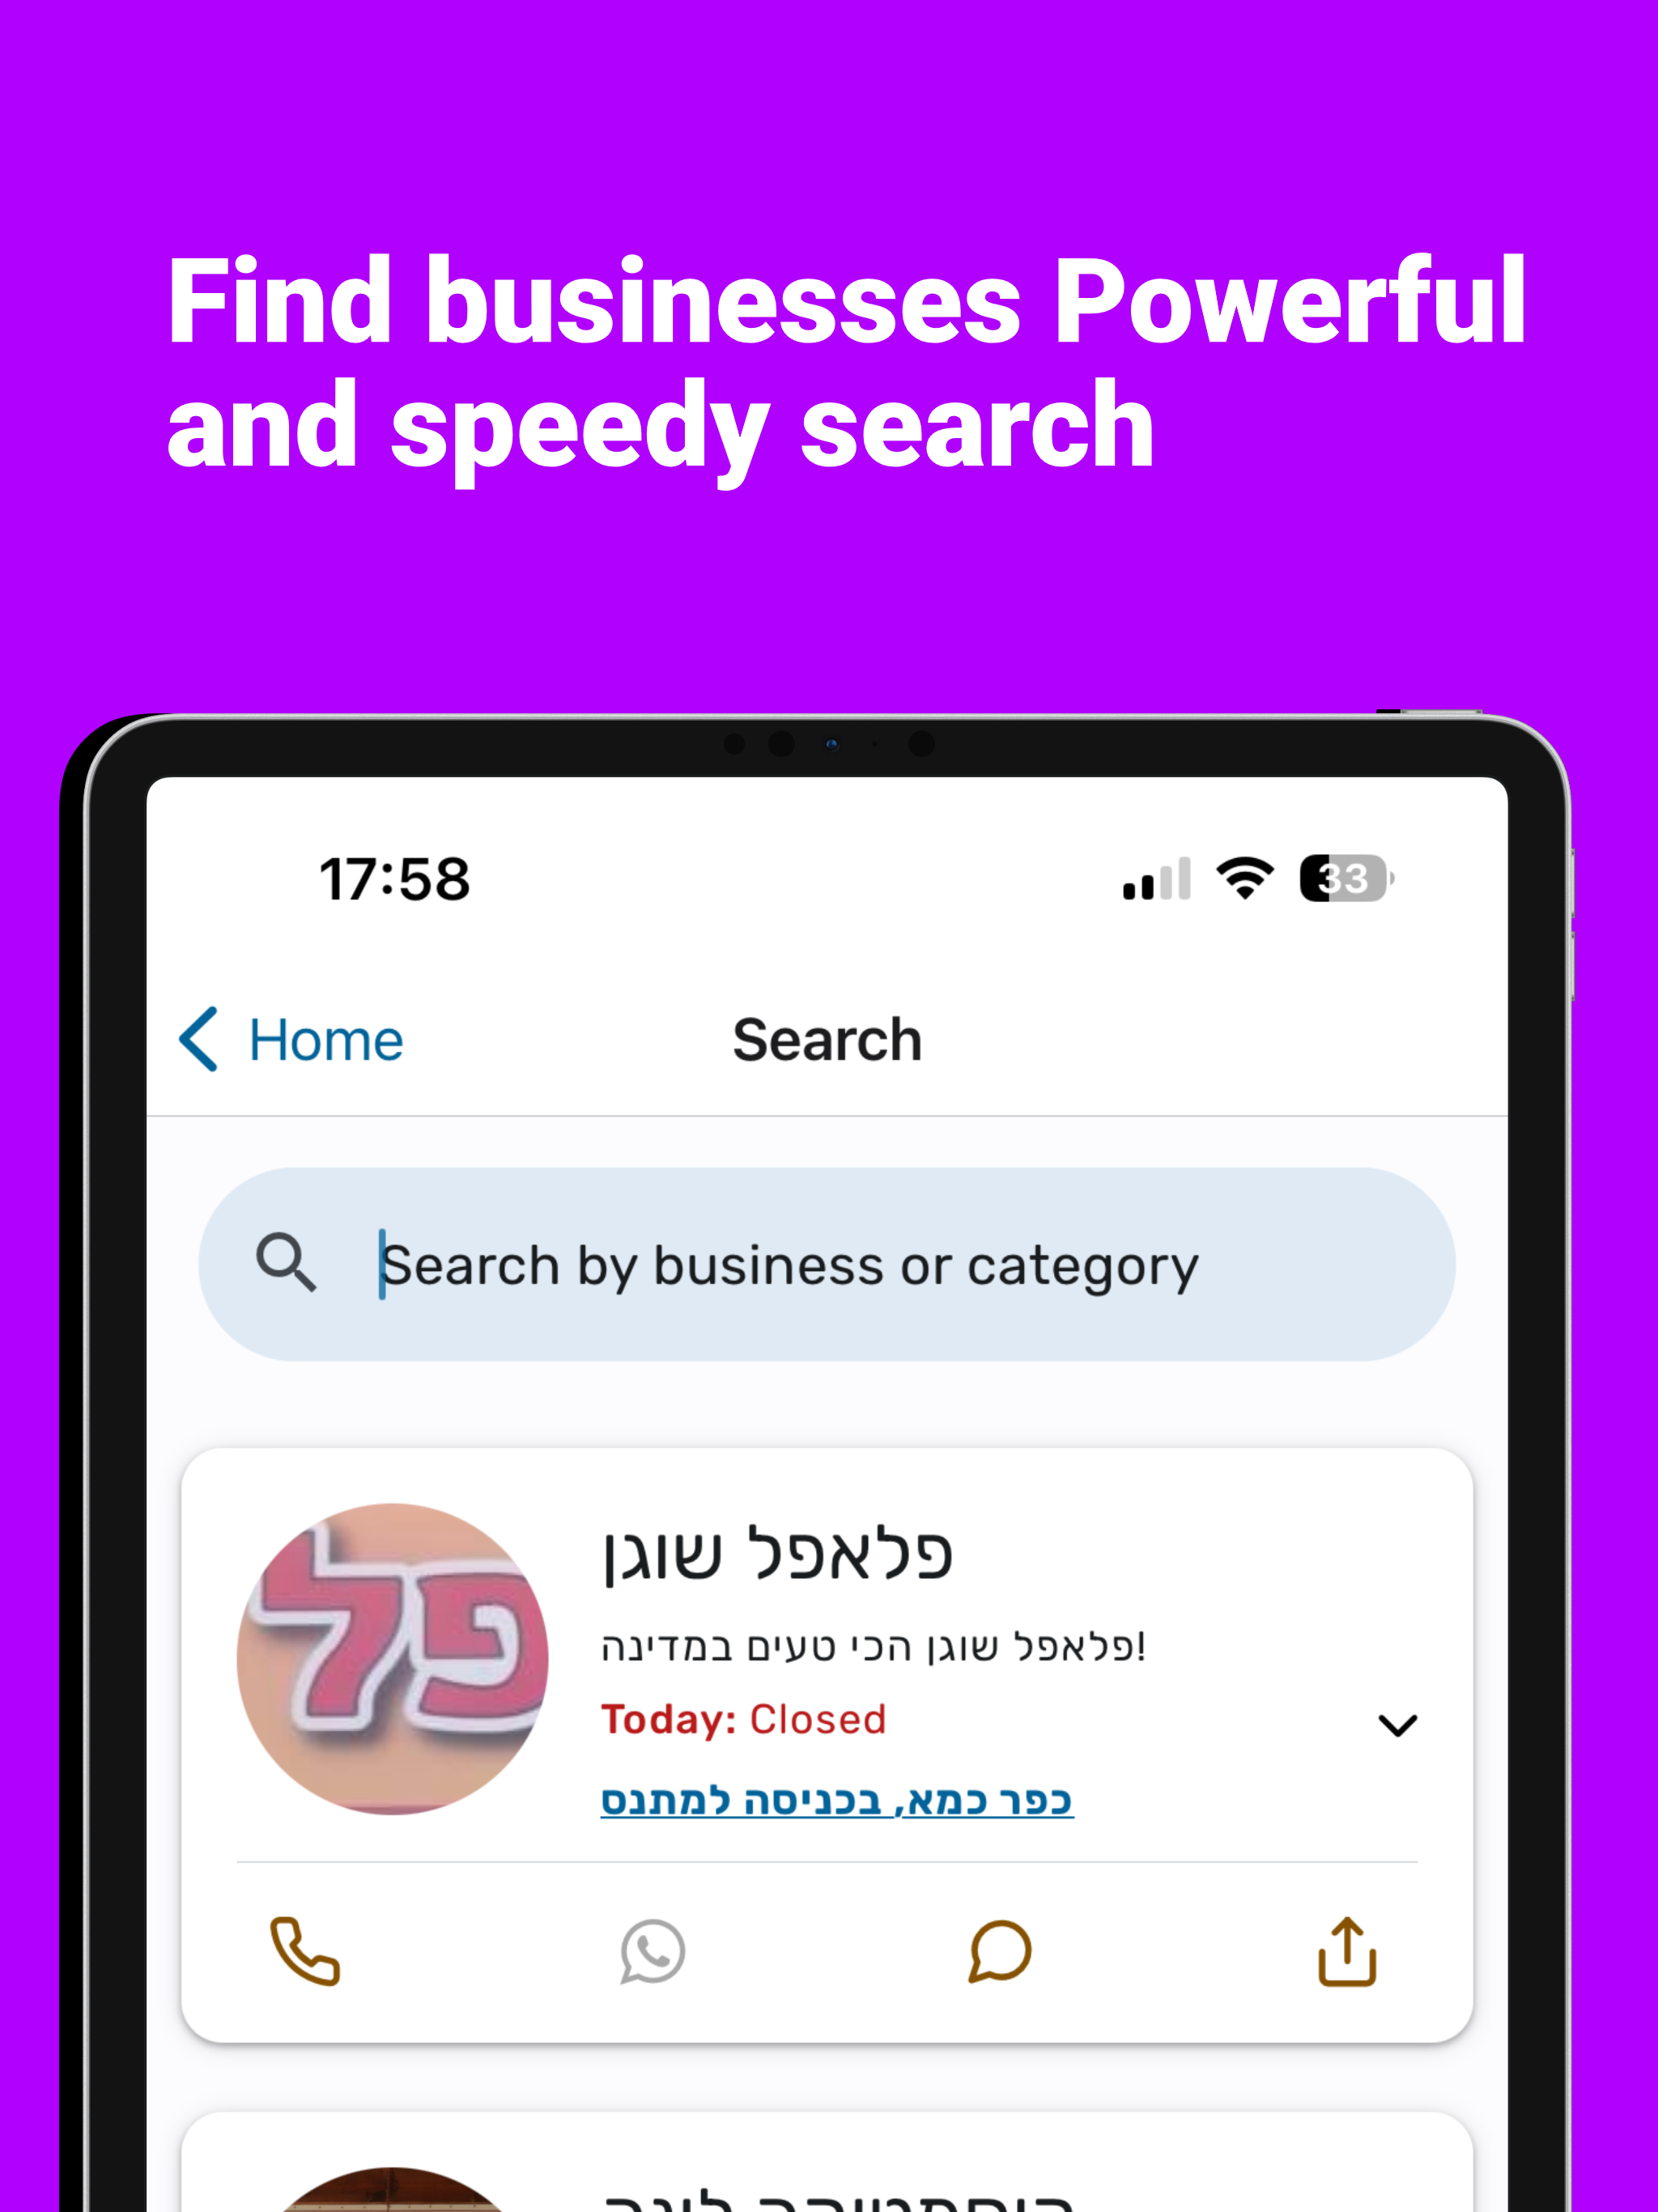 Find businesses Powerful
and speedy search
17:58
33
Home
Search
Search by business or category
פל
פלאפל שוגן
פלאפל שוגן הכי טעים במדינה!
Today: Closed
כפר כמא, בכניסה למתנס